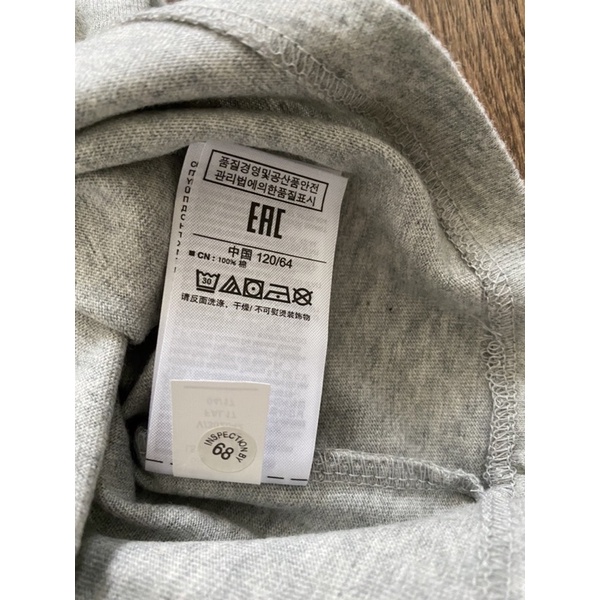 품질경영및공산품안전
관리법에의한품질표시
EAC
中国 120/64
■ CN : 100% 棉
30
请反面洗涤、干燥/ 不可熨烫装饰物
INSPECTION BY
68